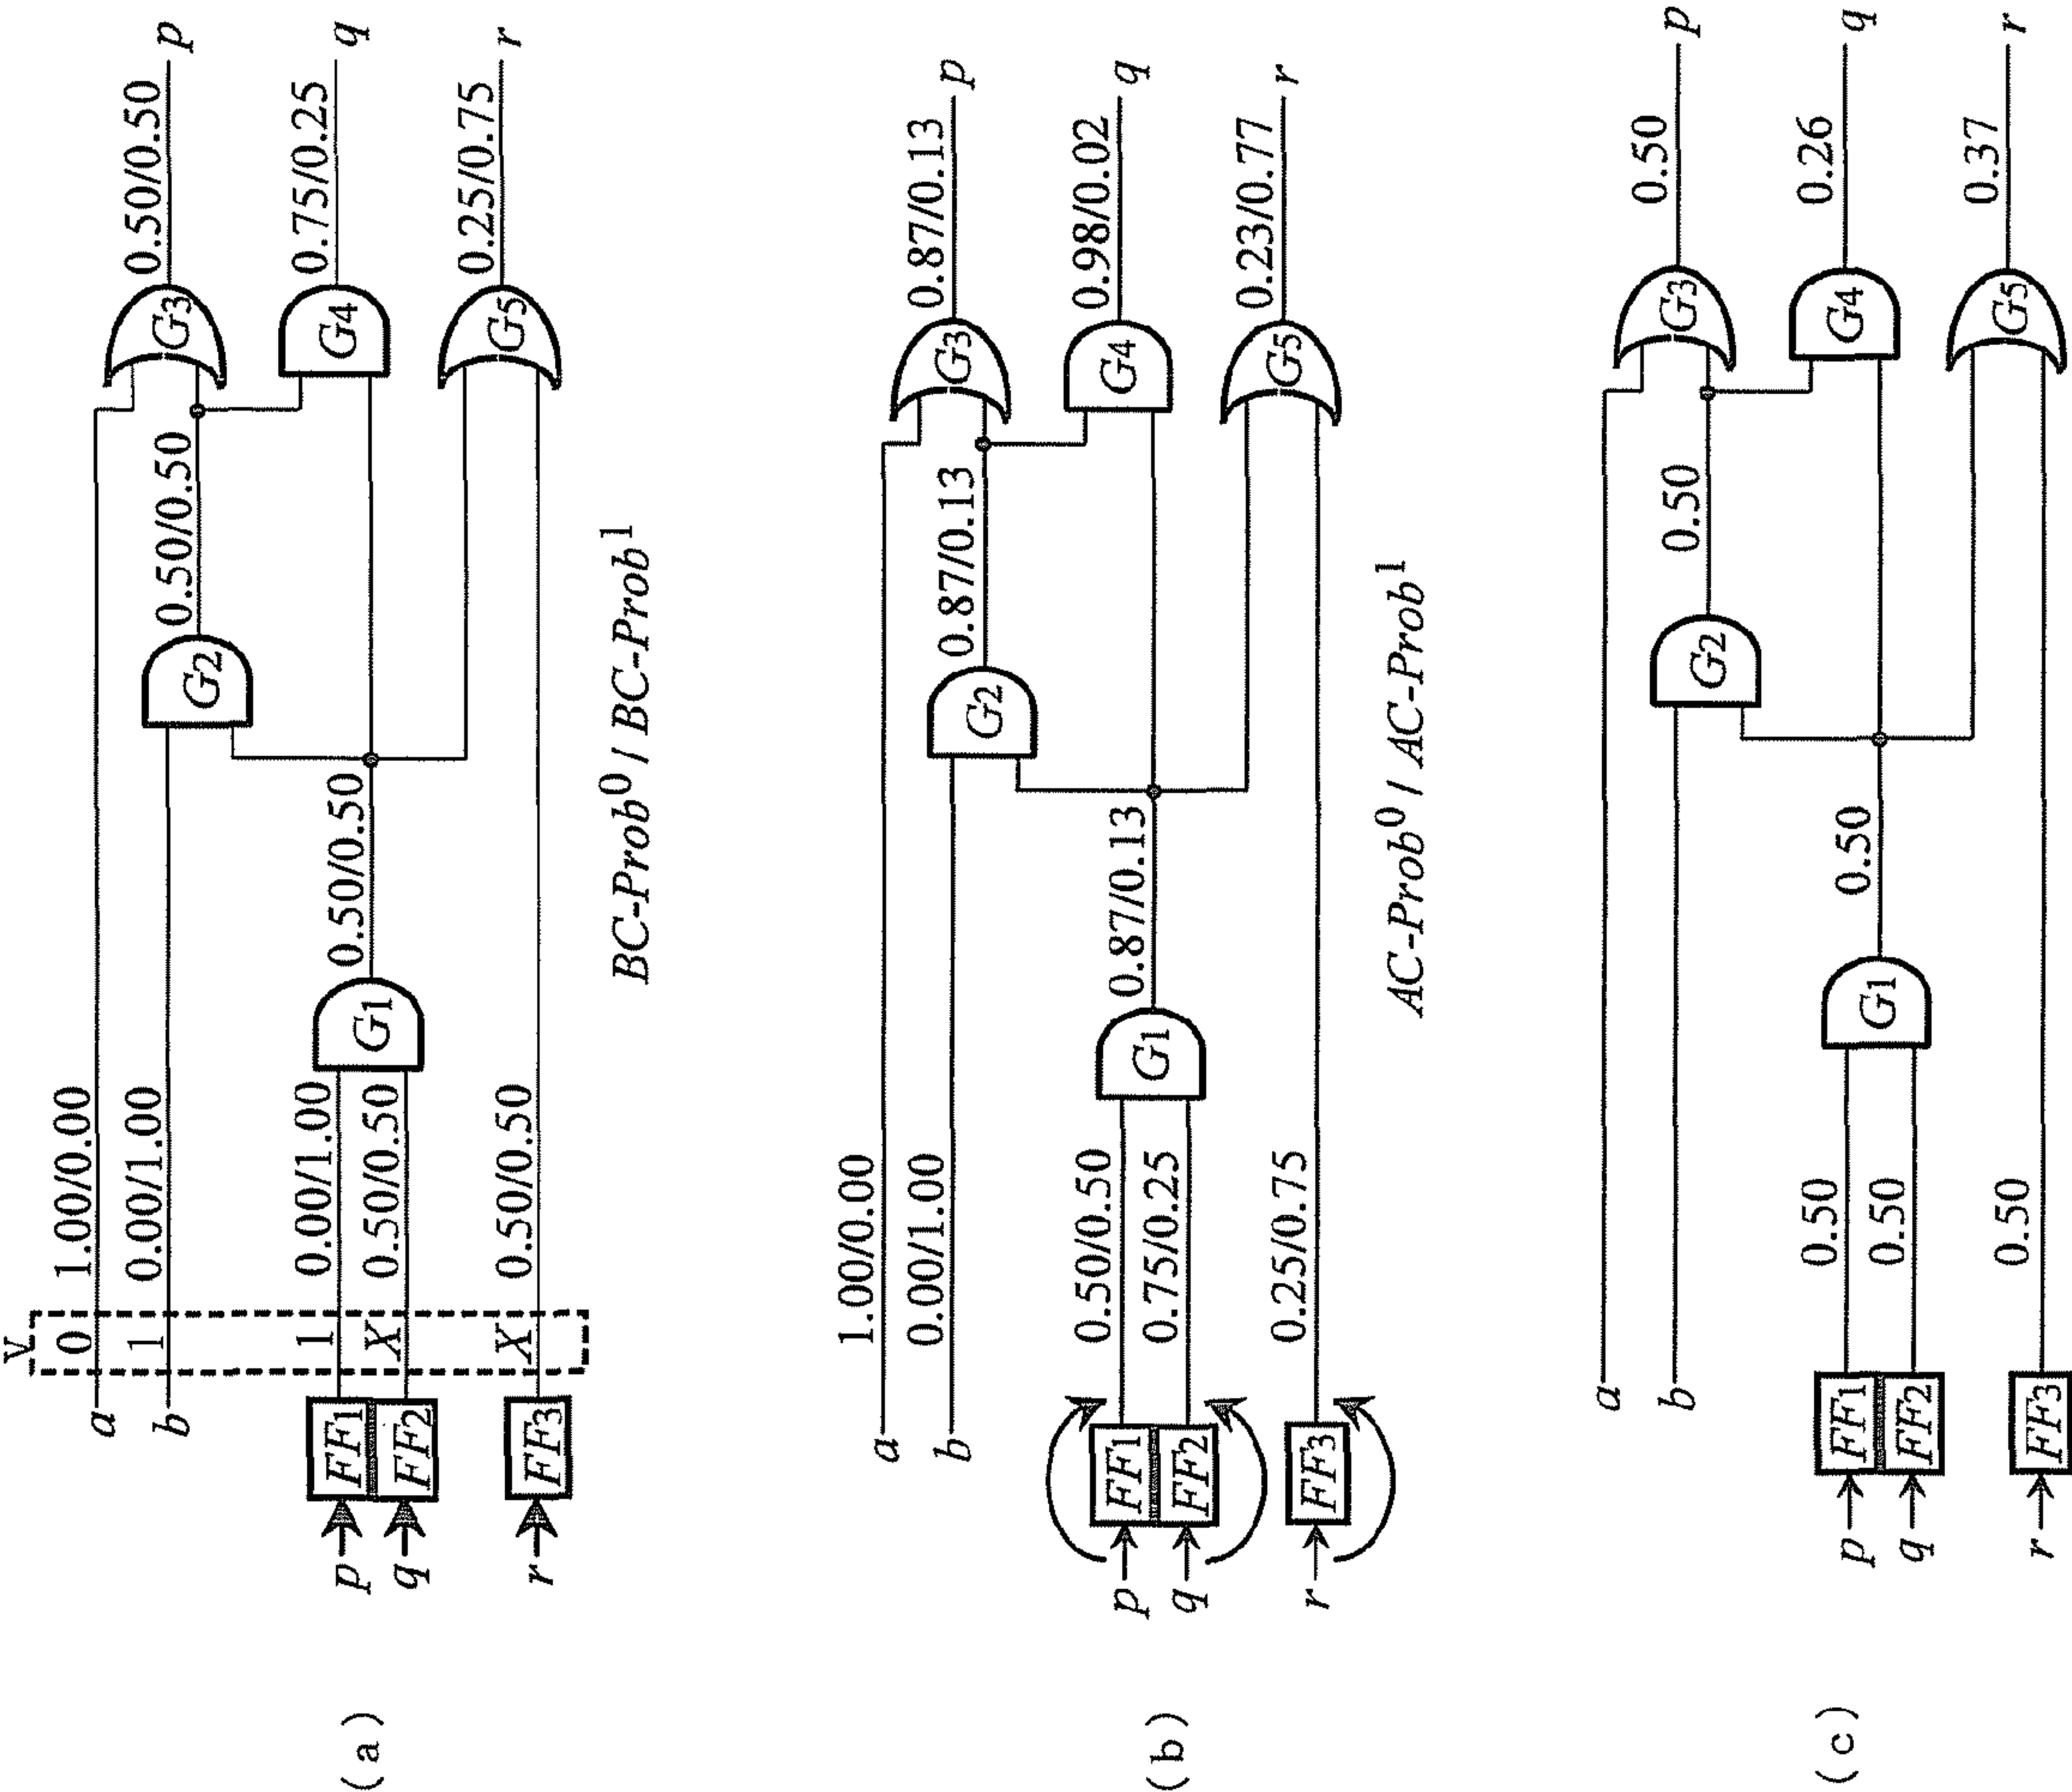 (a)
V
a 0 1.00/0.00
b 1 0.00/1.00
p FF1 1 0.00/1.00
q FF2 X 0.50/0.50
r FF3 X 0.50/0.50
G1 0.50/0.50
G2 0.50/0.50
G3 0.50/0.50 p
G4 0.75/0.25 q
G5 0.25/0.75 r
BC-Prob⁰ / BC-Prob¹
(b)
a 1.00/0.00
b 0.00/1.00
p FF1 0.50/0.50
q FF2 0.75/0.25
r FF3 0.25/0.75
G1 0.87/0.13
G2 0.87/0.13
G3 0.87/0.13 p
G4 0.98/0.02 q
G5 0.23/0.77 r
AC-Prob⁰ / AC-Prob¹
(c)
a
b
p FF1 0.50
q FF2 0.50
r FF3 0.50
G1 0.50
G2 0.50
G3 0.50 p
G4 0.26 q
G5 0.37 r